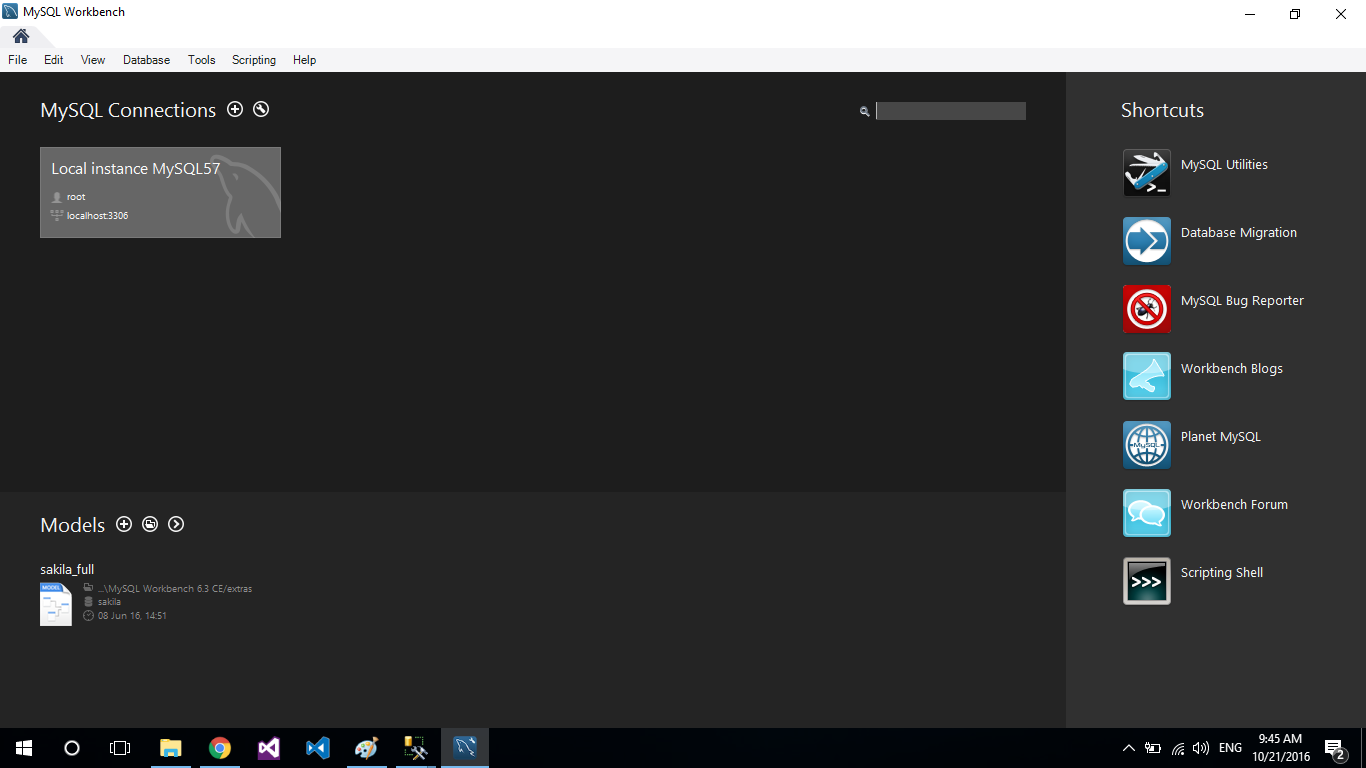 MySQL Workbench
File Edit View Database Tools Scripting Help
MySQL Connections
Local instance MySQL57
root
localhost:3306
Shortcuts
MySQL Utilities
Database Migration
MySQL Bug Reporter
Workbench Blogs
MySQL
Planet MySQL
Workbench Forum
>>>
Scripting Shell
Models
sakila_full
MODEL
...\MySQL Workbench 6.3 CE/extras
sakila
08 Jun 16, 14:51
ENG
9:45 AM
10/21/2016
2